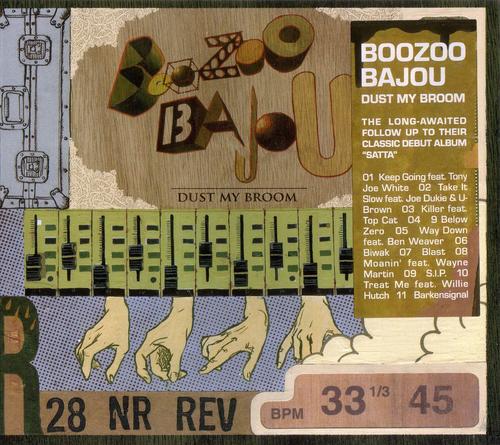 BOOZOO
BAJOU
DUST MY BROOM
BOOZOO
BAJOU
DUST MY BROOM
THE LONG-AWAITED
FOLLOW UP TO THEIR
CLASSIC DEBUT ALBUM
"SATTA"
01 Keep Going feat. Tony
Joe White 02 Take It
Slow feat. Joe Dukie & U-
Brown 03 Killer feat.
Top Cat 04 9 Below
Zero 05 Way Down
feat. Ben Weaver 06
Biwak 07 Blast 08
Moanin' feat. Wayne
Martin 09 S.I.P. 10
Treat Me feat. Willie
Hutch 11 Barkensignal
R
28 NR REV
BPM 33 1/3 45